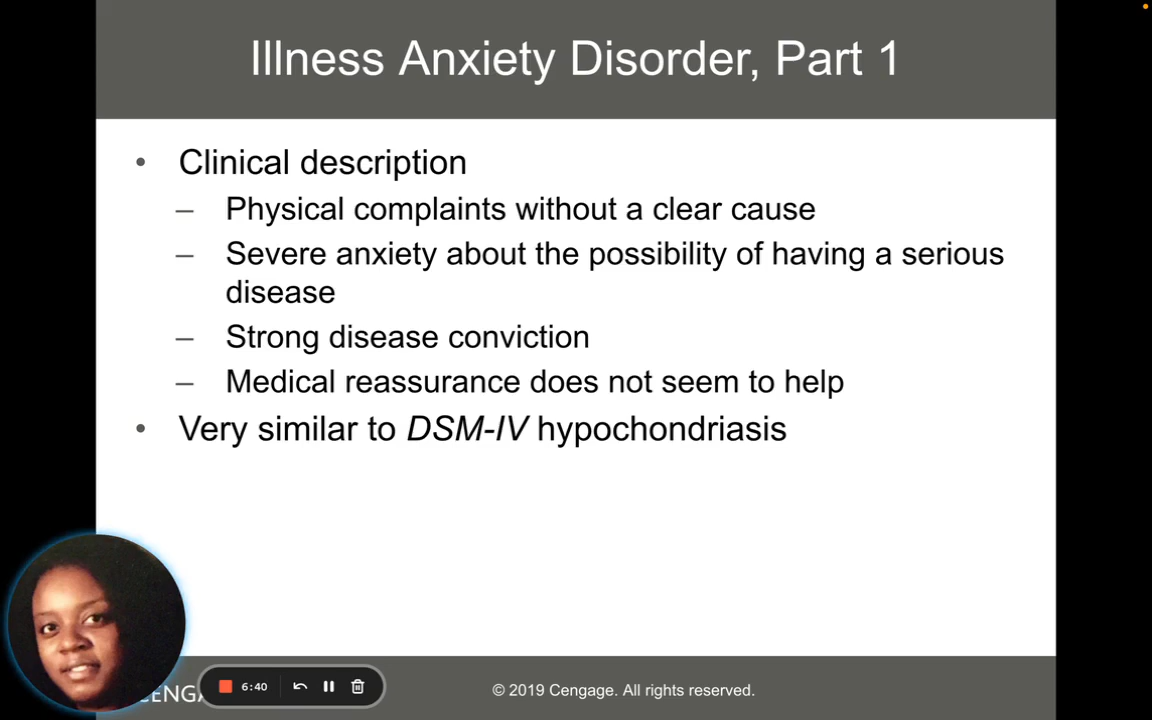 Illness Anxiety Disorder, Part 1
• Clinical description
– Physical complaints without a clear cause
– Severe anxiety about the possibility of having a serious
disease
– Strong disease conviction
– Medical reassurance does not seem to help
• Very similar to DSM-IV hypochondriasis
6:40
© 2019 Cengage. All rights reserved.